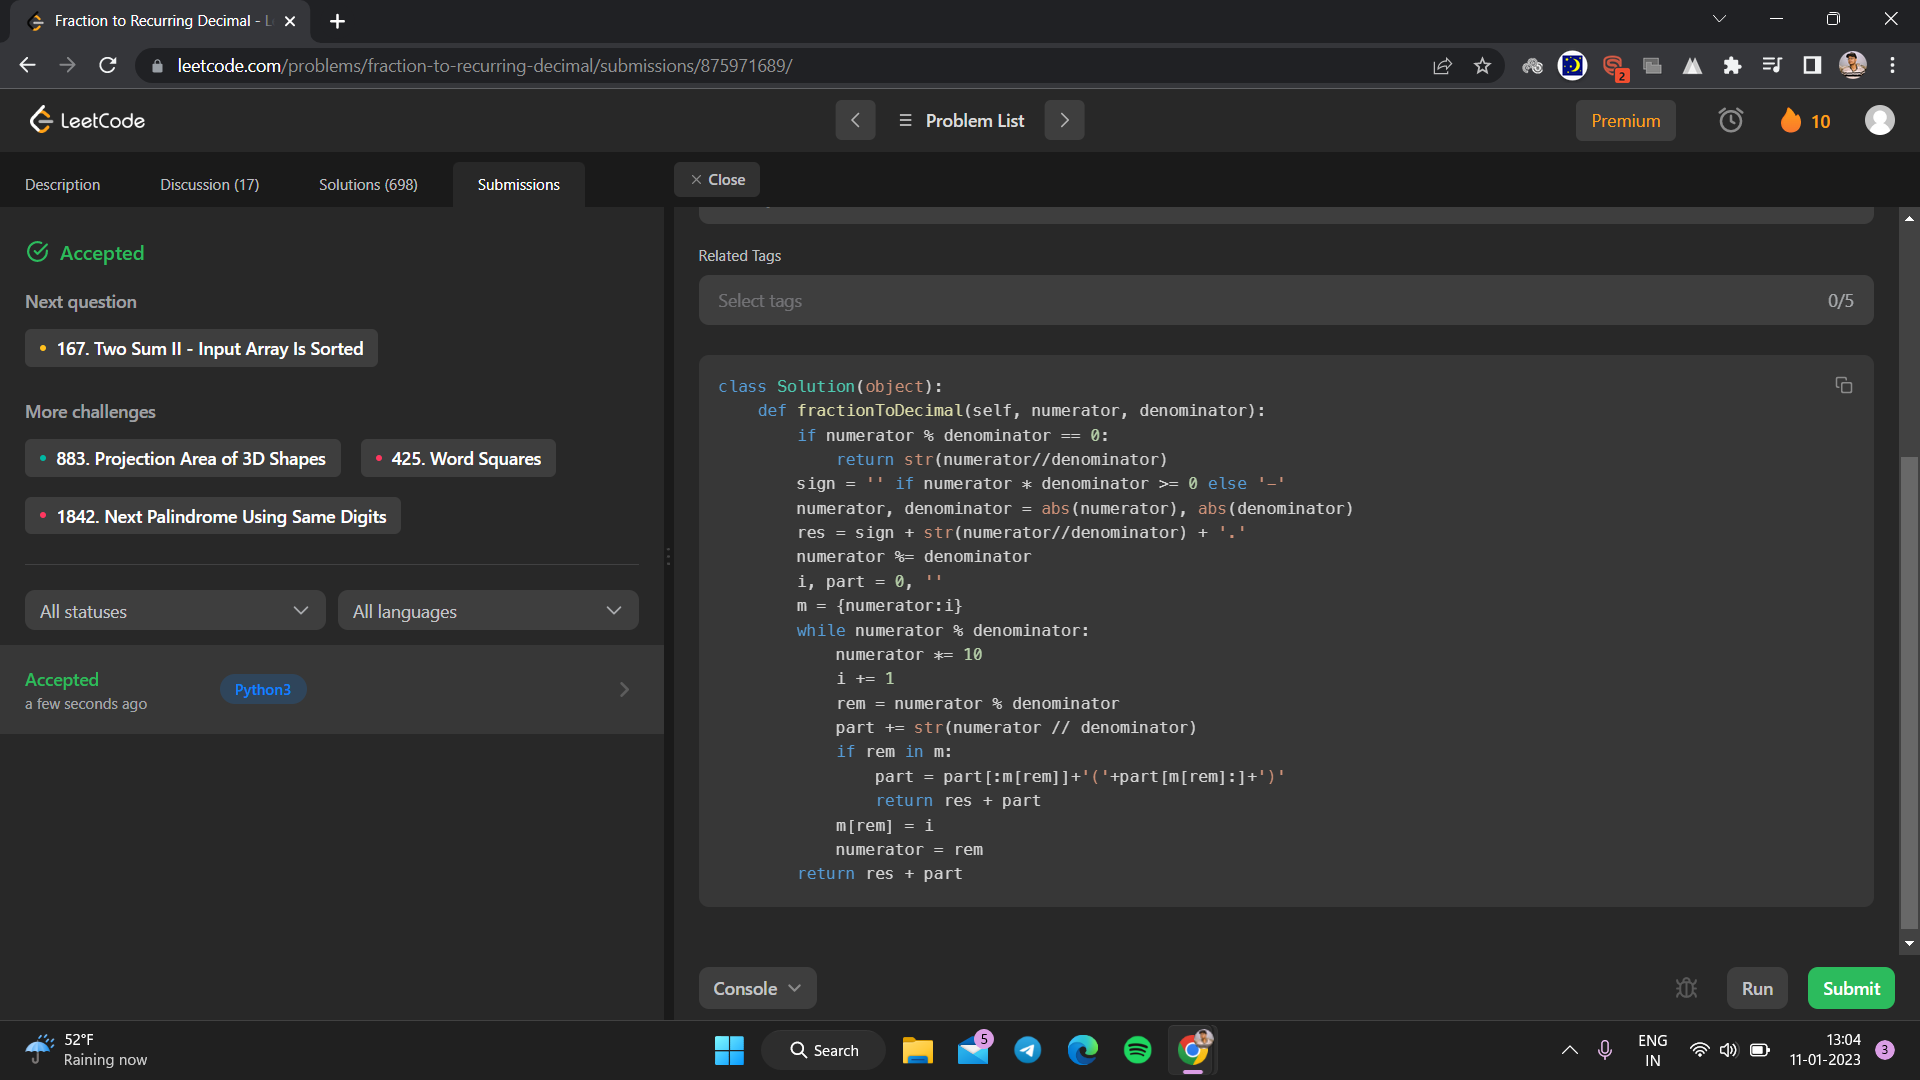 Fraction to Recurring Decimal - L
leetcode.com/problems/fraction-to-recurring-decimal/submissions/875971689/
2
LeetCode
Problem List
Premium
10
Description
Discussion (17)
Solutions (698)
Submissions
Close
Accepted
Next question
167. Two Sum II - Input Array Is Sorted
More challenges
883. Projection Area of 3D Shapes
425. Word Squares
1842. Next Palindrome Using Same Digits
All statuses
All languages
Accepted
a few seconds ago
Python3
Related Tags
Select tags
0/5
class Solution(object):
    def fractionToDecimal(self, numerator, denominator):
        if numerator % denominator == 0:
            return str(numerator//denominator)
        sign = '' if numerator * denominator >= 0 else '-'
        numerator, denominator = abs(numerator), abs(denominator)
        res = sign + str(numerator//denominator) + '.'
        numerator %= denominator
        i, part = 0, ''
        m = {numerator:i}
        while numerator % denominator:
            numerator *= 10
            i += 1
            rem = numerator % denominator
            part += str(numerator // denominator)
            if rem in m:
                part = part[:m[rem]]+'('+part[m[rem]:]+')'
                return res + part
            m[rem] = i
            numerator = rem
        return res + part
Console
Run
Submit
52°F
Raining now
Search
5
ENG
IN
13:04
11-01-2023
3